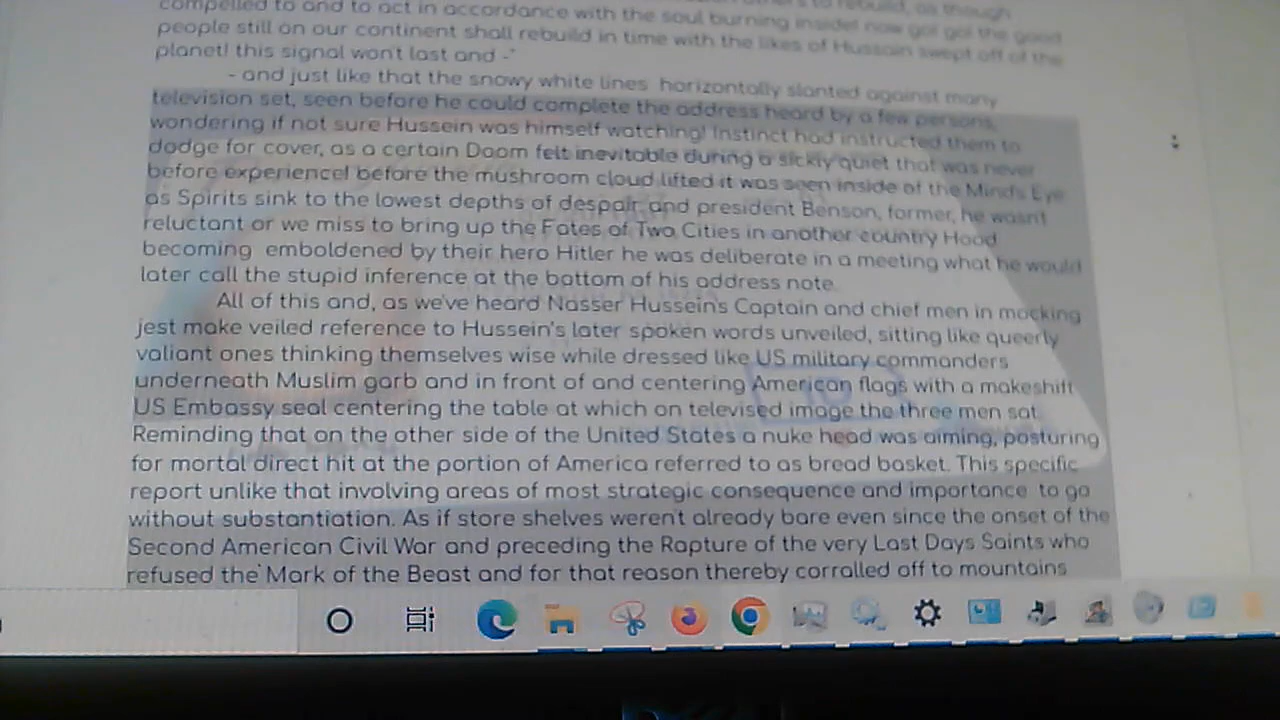 compelled to and to act in accordance with the soul burning inside! now go! go! the good
people still on our continent shall rebuild in time with the likes of Hussain swept off of the
planet! this signal won't last and -"
- and just like that the snowy white lines horizontally slanted against many
television set, seen before he could complete the address heard by a few persons,
wondering if not sure Hussein was himself watching! Instinct had instructed them to
dodge for cover, as a certain Doom felt inevitable during a sickly quiet that was never
before experience! before the mushroom cloud lifted it was seen inside of the Mind's Eye
as Spirits sink to the lowest depths of despair, and president Benson, former, he wasn't
reluctant or we miss to bring up the Fates of Two Cities in another country Hood
becoming emboldened by their hero Hitler he was deliberate in a meeting what he would
later call the stupid inference at the bottom of his address note.
All of this and, as we've heard Nasser Hussein's Captain and chief men in mocking
jest make veiled reference to Hussein's later spoken words unveiled, sitting like queerly
valiant ones thinking themselves wise while dressed like US military commanders
underneath Muslim garb and in front of and centering American flags with a makeshift
US Embassy seal centering the table at which on televised image the three men sat.
Reminding that on the other side of the United States a nuke head was aiming, posturing
for mortal direct hit at the portion of America referred to as bread basket. This specific
report unlike that involving areas of most strategic consequence and importance to go
without substantiation. As if store shelves weren't already bare even since the onset of the
Second American Civil War and preceding the Rapture of the very Last Days Saints who
refused the Mark of the Beast and for that reason thereby corralled off to mountains